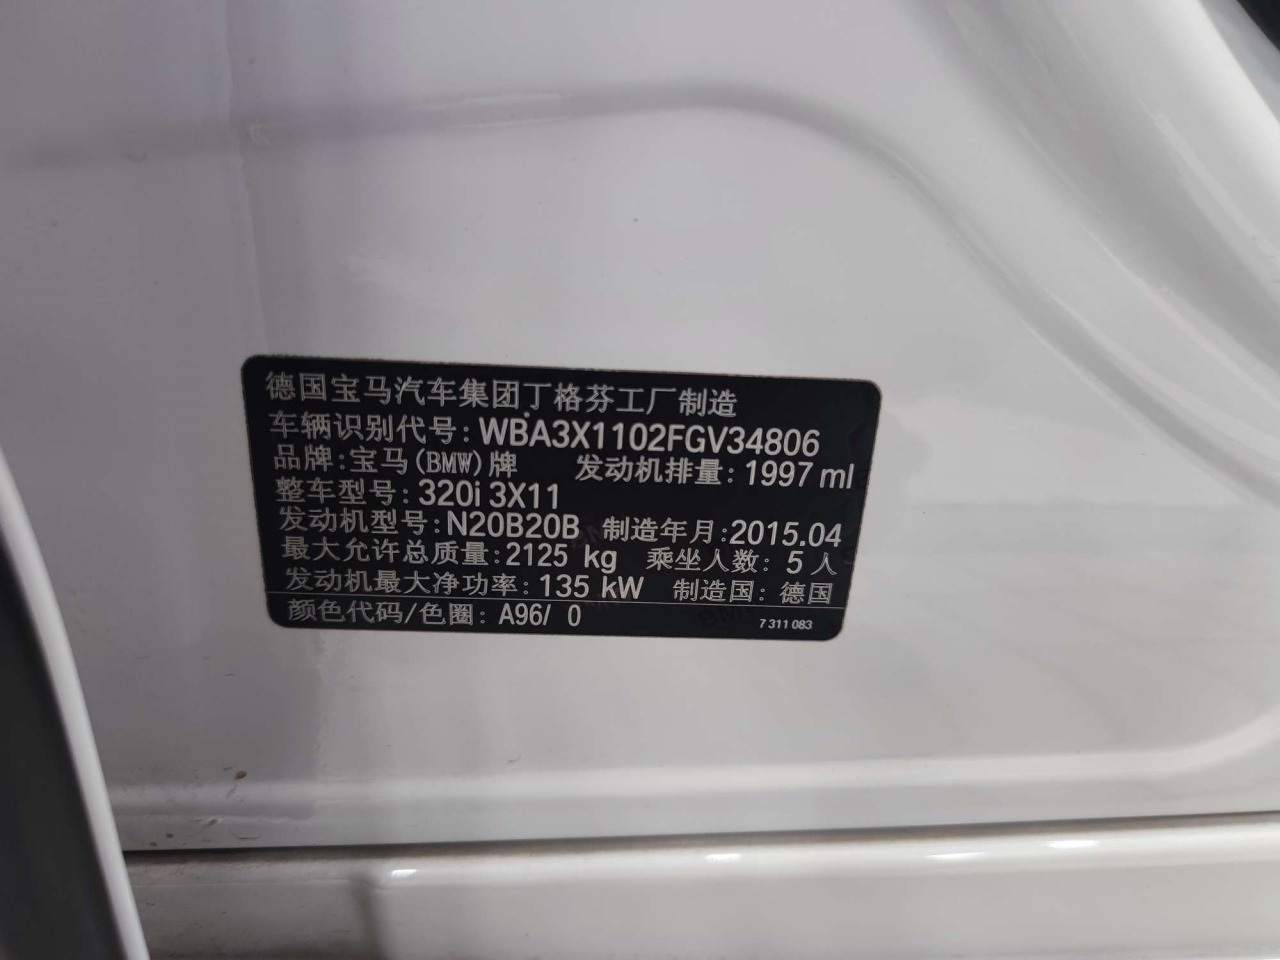 德国宝马汽车集团丁格芬工厂制造
车辆识别代号: WBA3X1102FGV34806
品牌: 宝马(BMW)牌 发动机排量: 1997 ml
整车型号: 320i 3X11
发动机型号: N20B20B 制造年月: 2015.04
最大允许总质量: 2125 kg 乘坐人数: 5 人
发动机最大净功率: 135 kW 制造国: 德国
颜色代码/色圈: A96/ 0 7 311 083